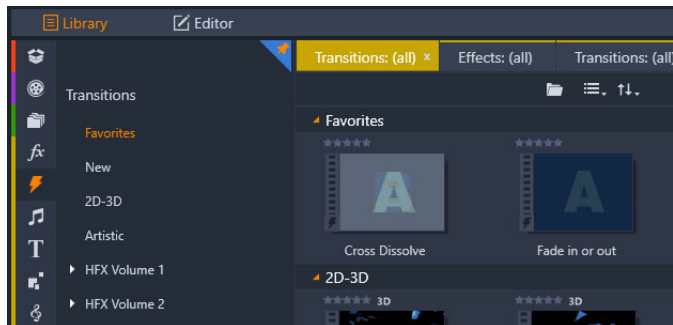 Library Editor
Transitions: (all) × Effects: (all) Transitions: (all)
Transitions
Favorites
New
2D-3D
Artistic
HFX Volume 1
HFX Volume 2
fx
T
Favorites
A A
Cross Dissolve Fade in or out
2D-3D
3D 3D